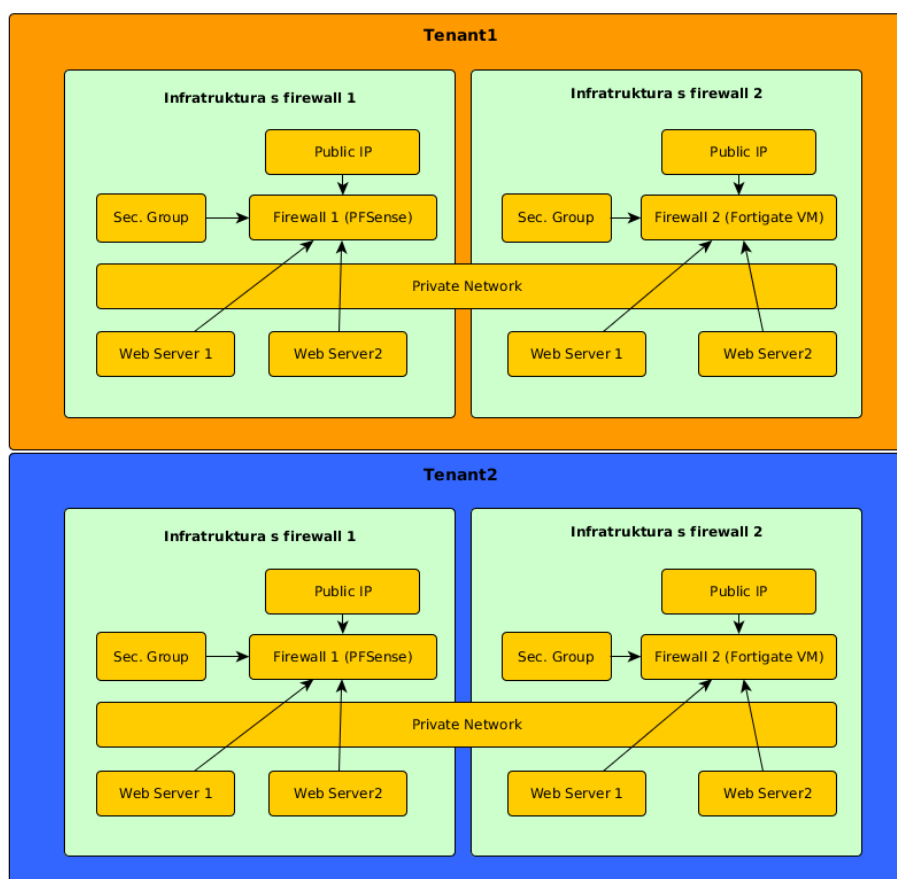 Tenant1
Infratruktura s firewall 1
Infratruktura s firewall 2
Public IP
Public IP
Sec. Group
Firewall 1 (PFSense)
Sec. Group
Firewall 2 (Fortigate VM)
Private Network
Web Server 1
Web Server2
Web Server 1
Web Server2
Tenant2
Infratruktura s firewall 1
Infratruktura s firewall 2
Public IP
Public IP
Sec. Group
Firewall 1 (PFSense)
Sec. Group
Firewall 2 (Fortigate VM)
Private Network
Web Server 1
Web Server2
Web Server 1
Web Server2